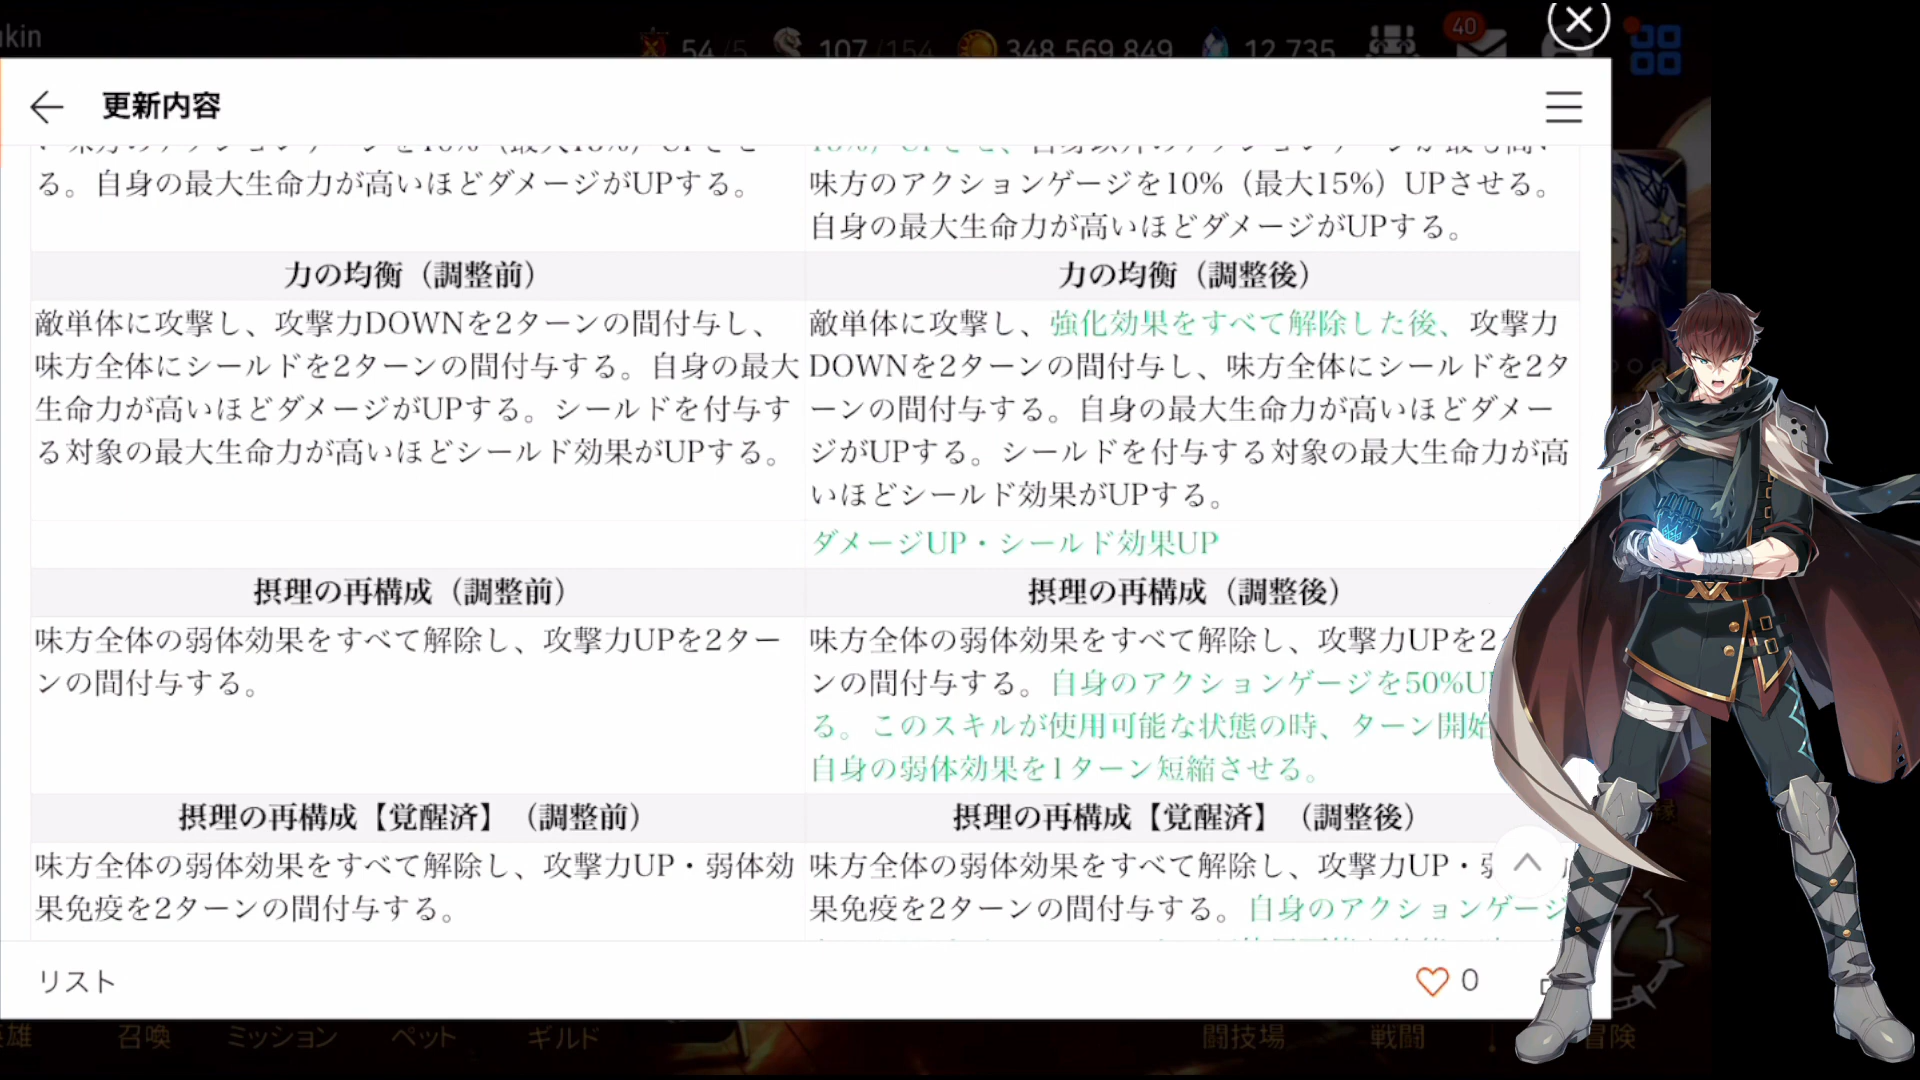 kin
54 /5
107 /154
348,569,849
12,735
40
更新内容
る。自身の最大生命力が高いほどダメージがUPする。
味方のアクションゲージを10%（最大15%）UPさせる。
自身の最大生命力が高いほどダメージがUPする。
力の均衡（調整前）
力の均衡（調整後）
敵単体に攻撃し、攻撃力DOWNを2ターンの間付与し、
味方全体にシールドを2ターンの間付与する。自身の最大
生命力が高いほどダメージがUPする。シールドを付与す
る対象の最大生命力が高いほどシールド効果がUPする。
敵単体に攻撃し、強化効果をすべて解除した後、攻撃力
DOWNを2ターンの間付与し、味方全体にシールドを2タ
ーンの間付与する。自身の最大生命力が高いほどダメー
ジがUPする。シールドを付与する対象の最大生命力が高
いほどシールド効果がUPする。
ダメージUP・シールド効果UP
摂理の再構成（調整前）
摂理の再構成（調整後）
味方全体の弱体効果をすべて解除し、攻撃力UPを2ター
ンの間付与する。
味方全体の弱体効果をすべて解除し、攻撃力UPを2
ンの間付与する。自身のアクションゲージを50%U
る。このスキルが使用可能な状態の時、ターン開始
自身の弱体効果を1ターン短縮させる。
摂理の再構成【覚醒済】（調整前）
摂理の再構成【覚醒済】（調整後）
味方全体の弱体効果をすべて解除し、攻撃力UP・弱体効
果免疫を2ターンの間付与する。
味方全体の弱体効果をすべて解除し、攻撃力UP・
果免疫を2ターンの間付与する。自身のアクションゲージ
リスト
0
英雄
召喚
ミッション
ペット
ギルド
闘技場
戦闘
冒険